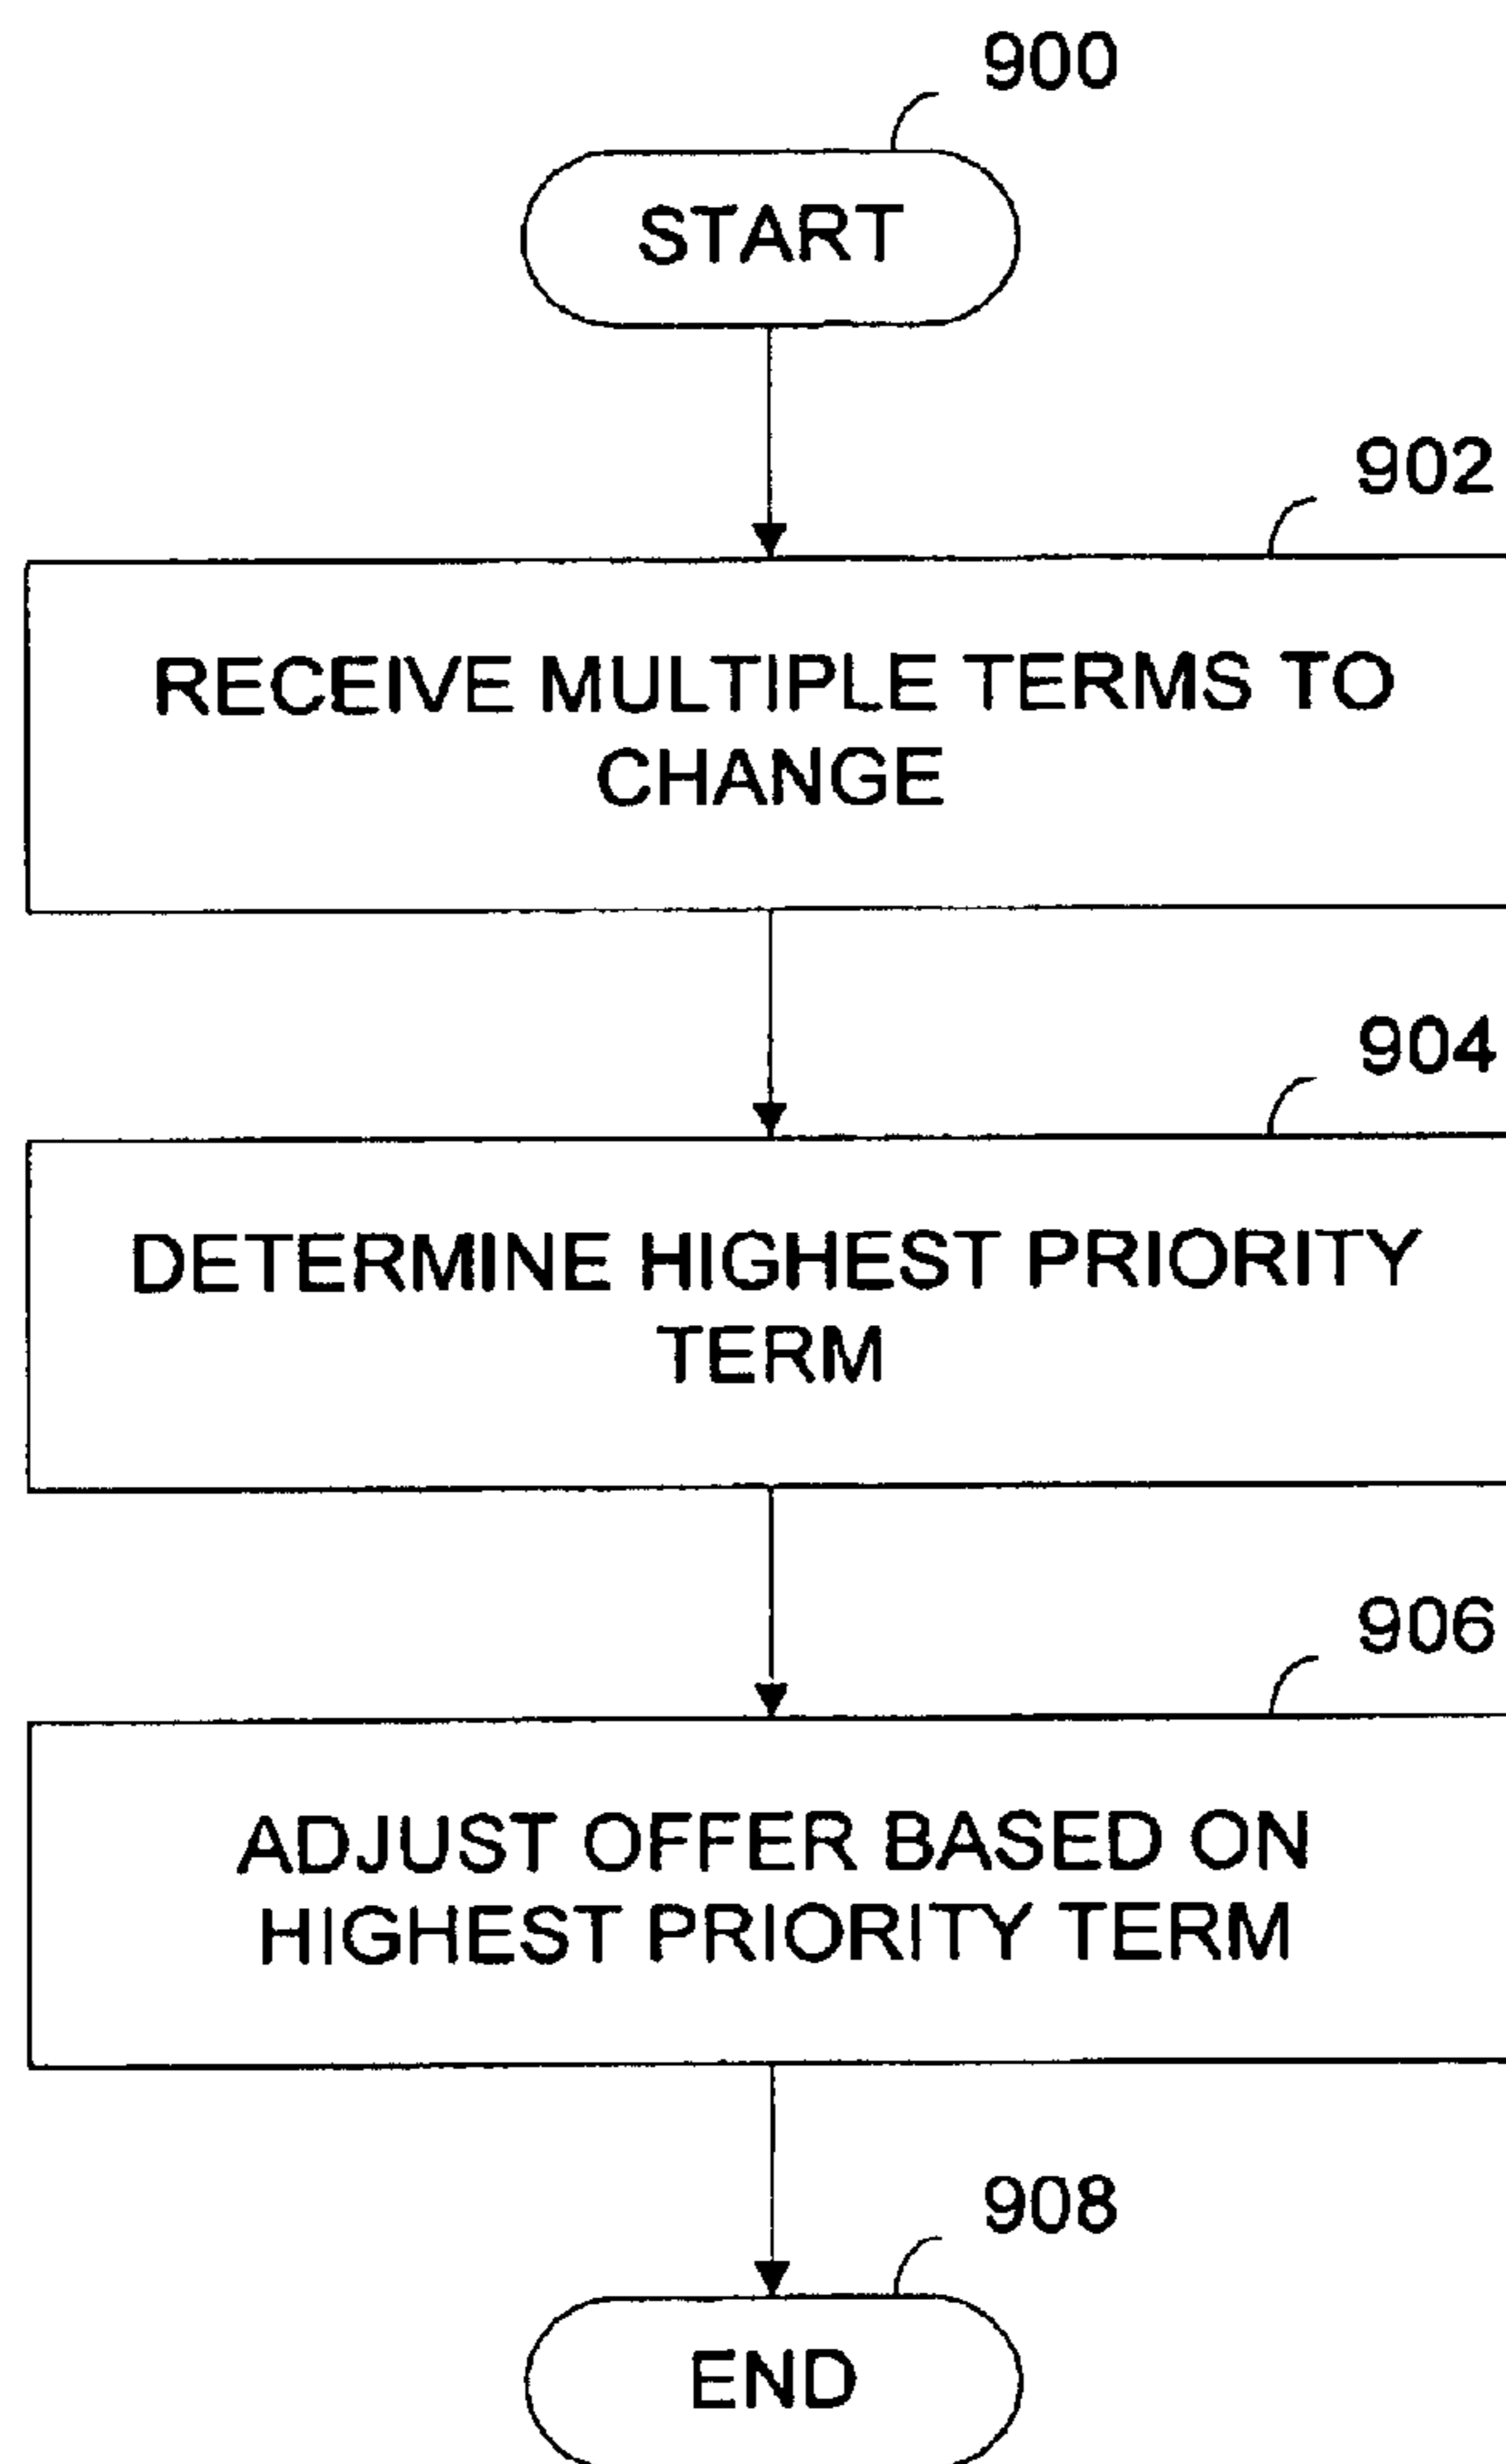 900
START
902
RECEIVE MULTIPLE TERMS TO
CHANGE
904
DETERMINE HIGHEST PRIORITY
TERM
906
ADJUST OFFER BASED ON
HIGHEST PRIORITY TERM
908
END